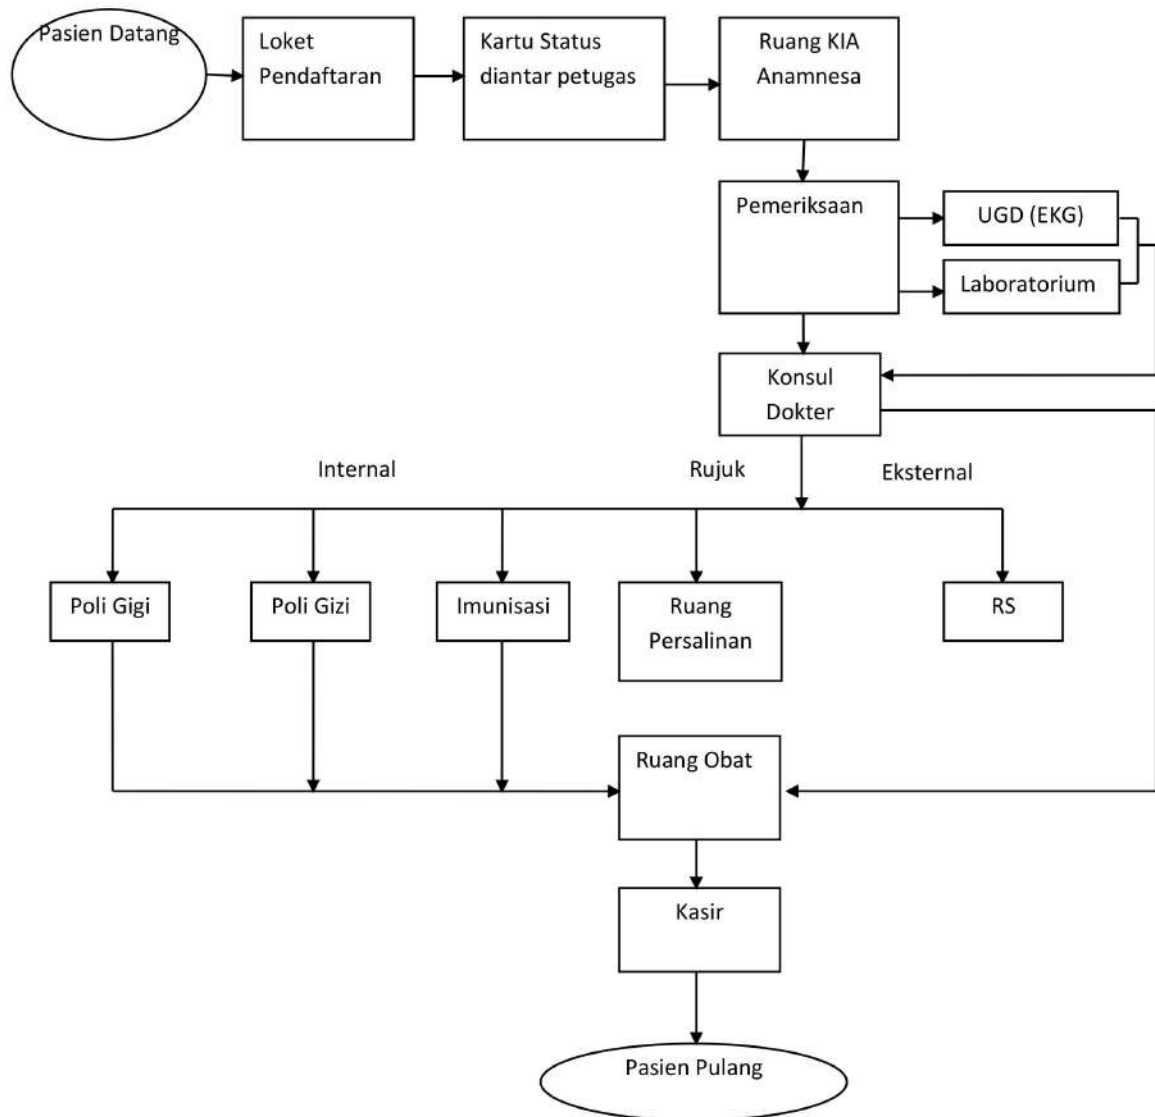 Pasien Datang
Loket
Pendaftaran
Kartu Status
diantar petugas
Ruang KIA
Anamnesa
Pemeriksaan
UGD (EKG)
Laboratorium
Konsul
Dokter
Internal
Rujuk
Eksternal
Poli Gigi
Poli Gizi
Imunisasi
Ruang
Persalinan
RS
Ruang Obat
Kasir
Pasien Pulang